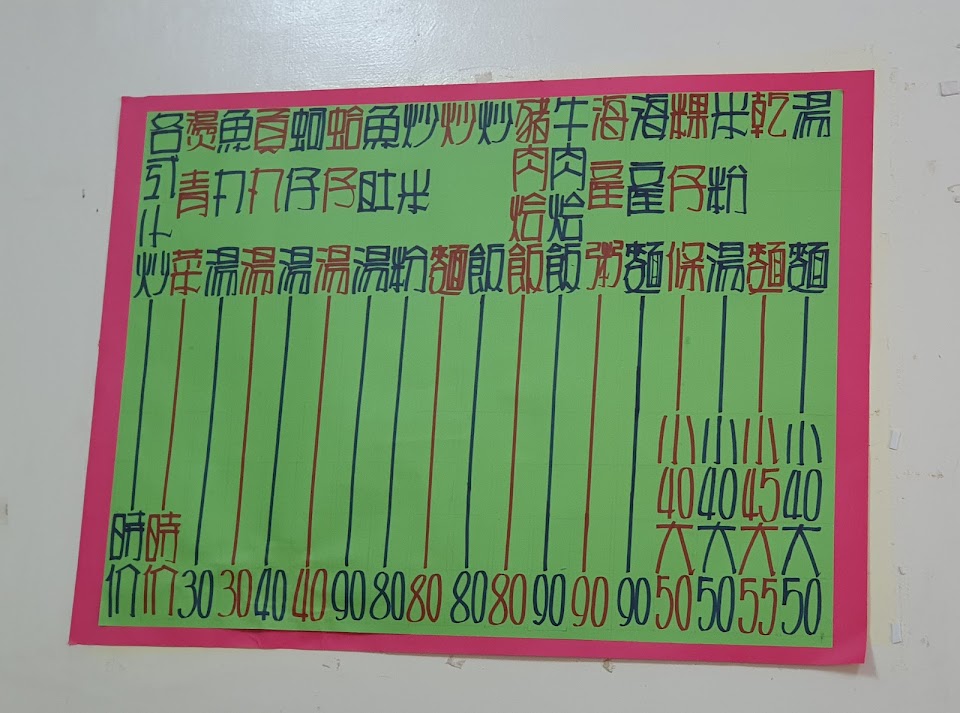 湯麵 小40大50
乾麵 小45大55
米粉湯 小40大50
粿仔保 小40大50
海產麵 90
海產粥 90
牛肉燴飯 90
豬肉燴飯 80
炒飯 80
炒麵 80
炒米粉 80
魚肚湯 90
蛤仔湯 40
蚵仔湯 40
貢丸湯 30
魚丸湯 30
燙青菜 時价
各式什炒 時价